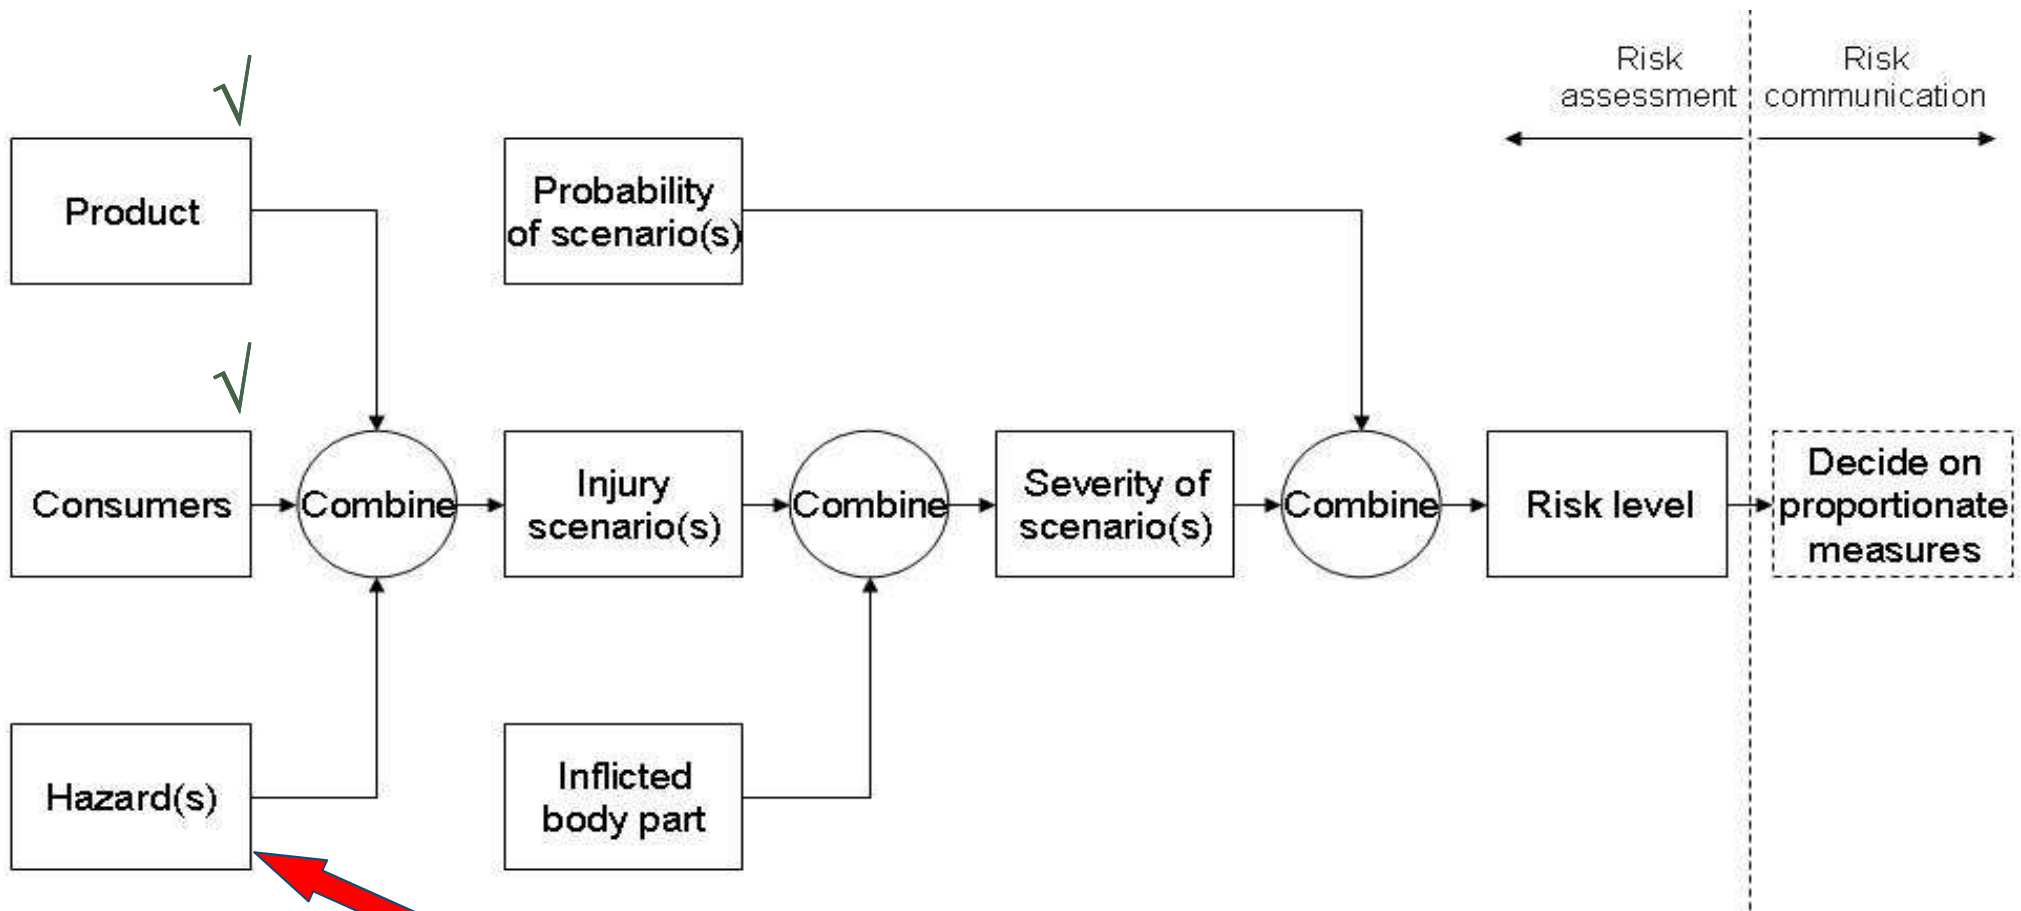 Risk
assessment
Risk
communication
√
Product
Probability
of scenario(s)
√
Consumers
Combine
Injury
scenario(s)
Combine
Severity of
scenario(s)
Combine
Risk level
Decide on
proportionate
measures
Hazard(s)
Inflicted
body part